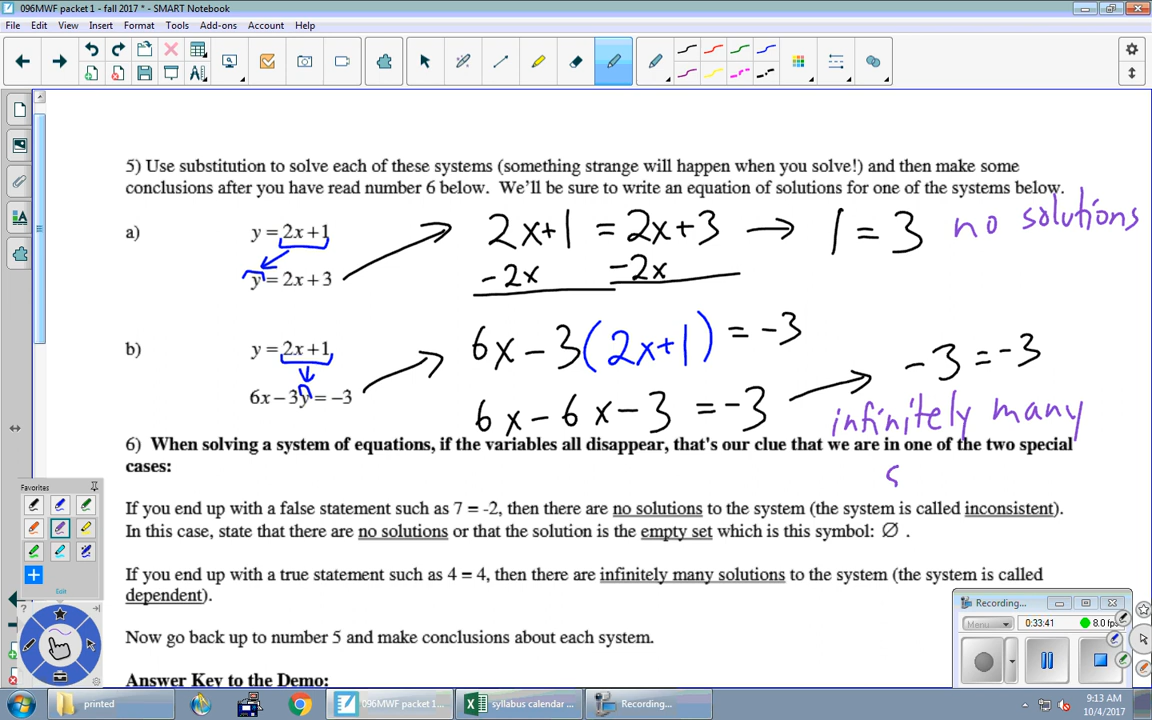 096MWF packet 1 - fall 2017 * - SMART Notebook
File Edit View Insert Format Tools Add-ons Account Help
5) Use substitution to solve each of these systems (something strange will happen when you solve!) and then make some
conclusions after you have read number 6 below. We'll be sure to write an equation of solutions for one of the systems below.
a) y = 2x + 1 2x+1 = 2x+3 → 1 = 3 no solutions
y = 2x + 3 -2x -2x
b) y = 2x + 1 6x - 3(2x+1) = -3
6x − 3y = −3 6x - 6x - 3 = -3 -3 = -3
infinitely many
s
6) When solving a system of equations, if the variables all disappear, that's our clue that we are in one of the two special
cases:
If you end up with a false statement such as 7 = -2, then there are no solutions to the system (the system is called inconsistent).
In this case, state that there are no solutions or that the solution is the empty set which is this symbol: ∅ .
If you end up with a true statement such as 4 = 4, then there are infinitely many solutions to the system (the system is called
dependent).
Now go back up to number 5 and make conclusions about each system.
Answer Key to the Demo:
Favorites
Edit
Recording...
Menu 0:33:41 8.0 fps
printed 096MWF packet 1... syllabus calendar ... Recording...
9:13 AM
10/4/2017